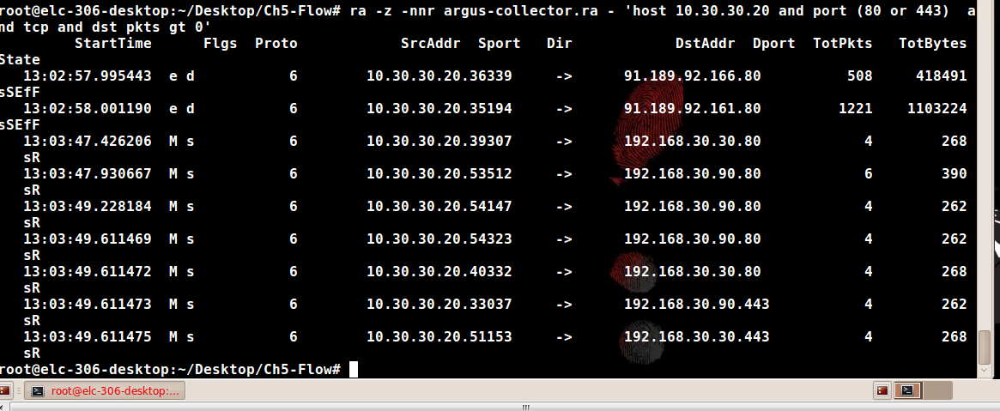 root@elc-306-desktop:~/Desktop/Ch5-Flow# ra -z -nnr argus-collector.ra - 'host 10.30.30.20 and port (80 or 443)  a
nd tcp and dst pkts gt 0'
StartTime Flgs Proto SrcAddr Sport Dir DstAddr Dport TotPkts TotBytes
State
13:02:57.995443 e d 6 10.30.30.20.36339 -> 91.189.92.166.80 508 418491
sSEfF
13:02:58.001190 e d 6 10.30.30.20.35194 -> 91.189.92.161.80 1221 1103224
sSEfF
13:03:47.426206 M s 6 10.30.30.20.39307 -> 192.168.30.30.80 4 268
sR
13:03:47.930667 M s 6 10.30.30.20.53512 -> 192.168.30.90.80 6 390
sR
13:03:49.228184 M s 6 10.30.30.20.54147 -> 192.168.30.90.80 4 262
sR
13:03:49.611469 M s 6 10.30.30.20.54323 -> 192.168.30.90.80 4 262
sR
13:03:49.611472 M s 6 10.30.30.20.40332 -> 192.168.30.30.80 4 268
sR
13:03:49.611473 M s 6 10.30.30.20.33037 -> 192.168.30.90.443 4 262
sR
13:03:49.611475 M s 6 10.30.30.20.51153 -> 192.168.30.30.443 4 268
sR
root@elc-306-desktop:~/Desktop/Ch5-Flow#
root@elc-306-desktop:...